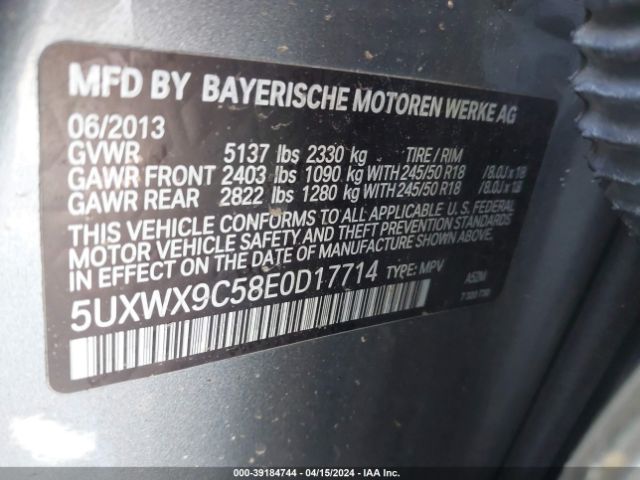 MFD BY BAYERISCHE MOTOREN WERKE AG
06/2013
GVWR 5137 lbs 2330 kg TIRE / RIM
GAWR FRONT 2403 lbs 1090 kg WITH 245/50 R18 / 8.0J x 18
GAWR REAR 2822 lbs 1280 kg WITH 245/50 R18 / 8.0J x 18
THIS VEHICLE CONFORMS TO ALL APPLICABLE U.S. FEDERAL
MOTOR VEHICLE SAFETY AND THEFT PREVENTION STANDARDS
IN EFFECT ON THE DATE OF MANUFACTURE SHOWN ABOVE.
5UXWX9C58E0D17714 TYPE: MPV
000-39184744 / 04/15/2024 / IAA Inc.